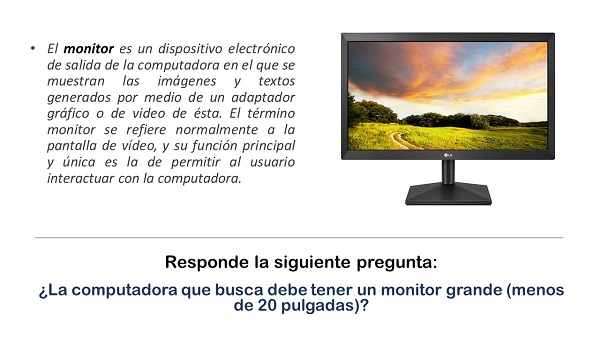 • El monitor es un dispositivo electrónico
de salida de la computadora en el que se
muestran las imágenes y textos
generados por medio de un adaptador
gráfico o de video de ésta. El término
monitor se refiere normalmente a la
pantalla de vídeo, y su función principal
y única es la de permitir al usuario
interactuar con la computadora.
LG
Responde la siguiente pregunta:
¿La computadora que busca debe tener un monitor grande (menos
de 20 pulgadas)?